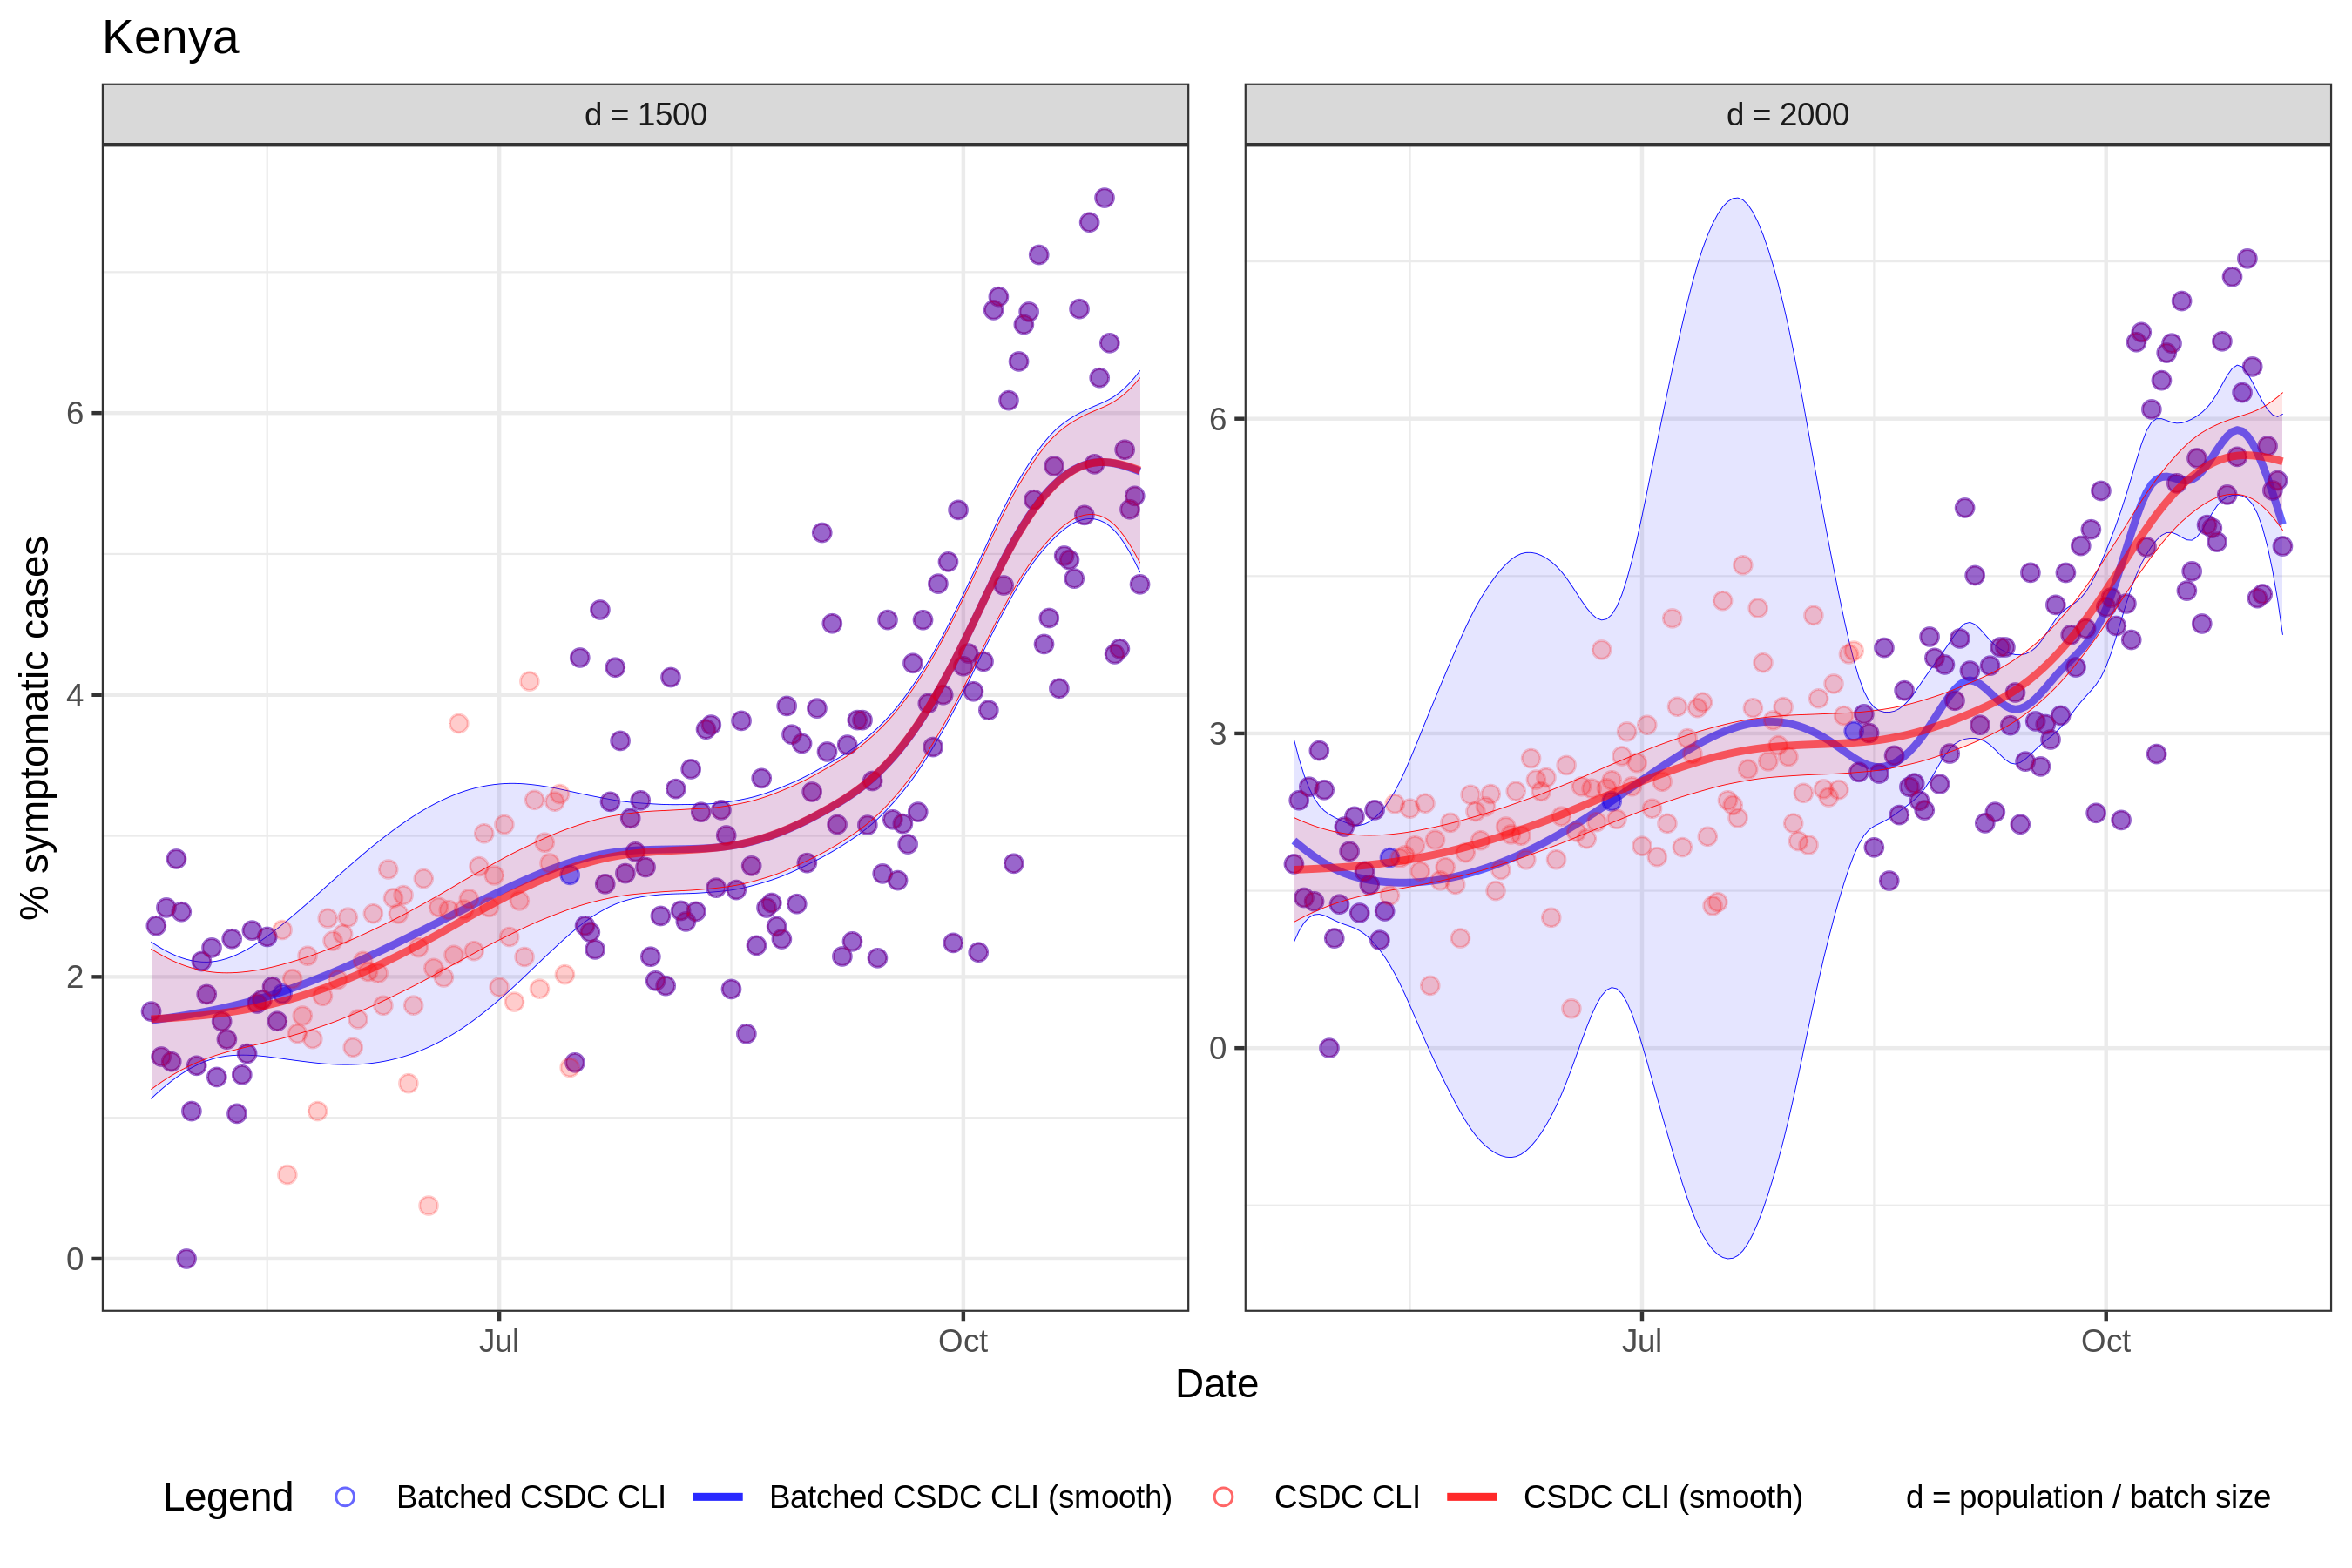 Kenya
d = 1500
d = 2000
% symptomatic cases
6
4
2
0
6
3
0
Jul
Oct
Jul
Oct
Date
Legend
Batched CSDC CLI
Batched CSDC CLI (smooth)
CSDC CLI
CSDC CLI (smooth)
d = population / batch size